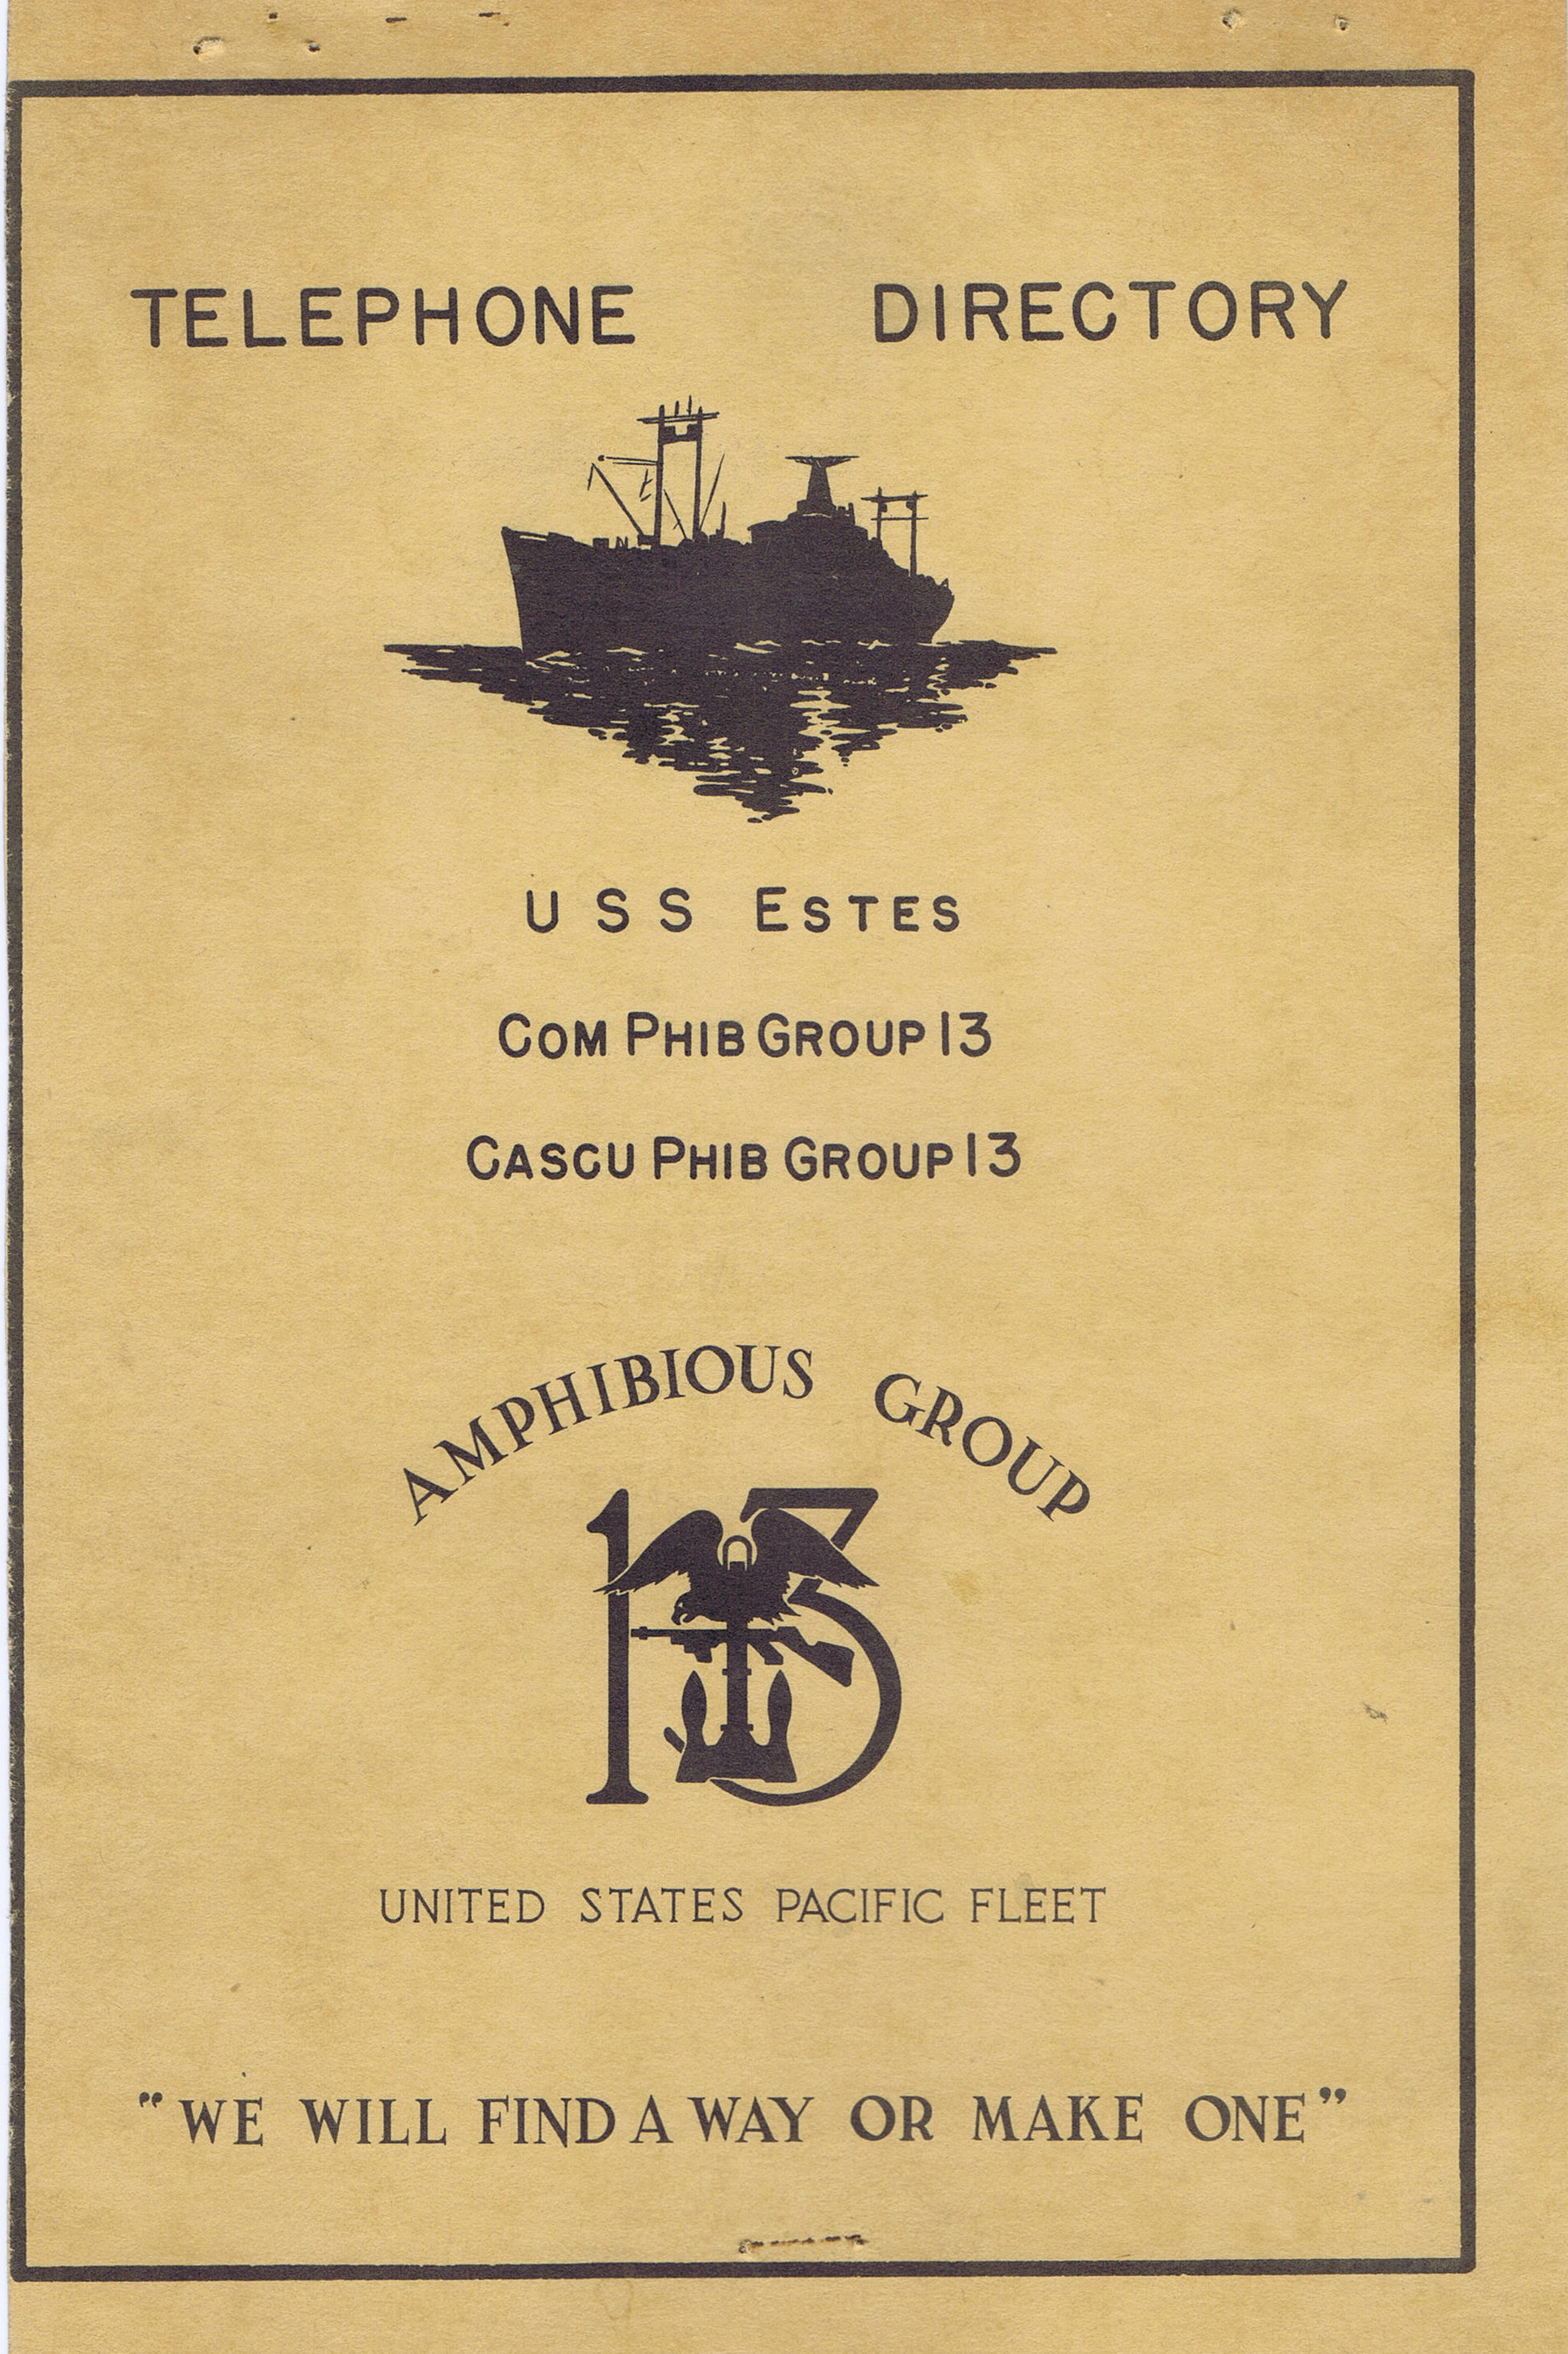 TELEPHONE DIRECTORY
USS ESTES
COM PHIB GROUP 13
CASCU PHIB GROUP 13
AMPHIBIOUS GROUP
13
UNITED STATES PACIFIC FLEET
"WE WILL FIND A WAY OR MAKE ONE"